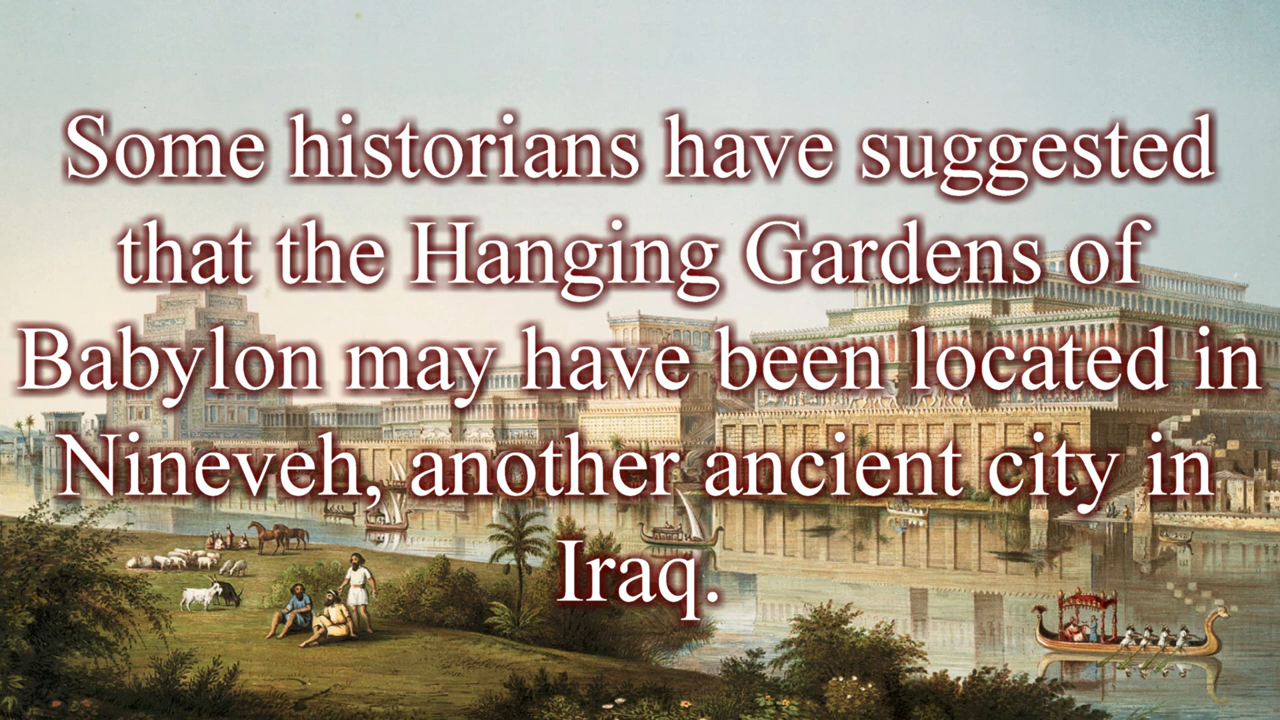 Some historians have suggested
that the Hanging Gardens of
Babylon may have been located in
Nineveh, another ancient city in
Iraq.